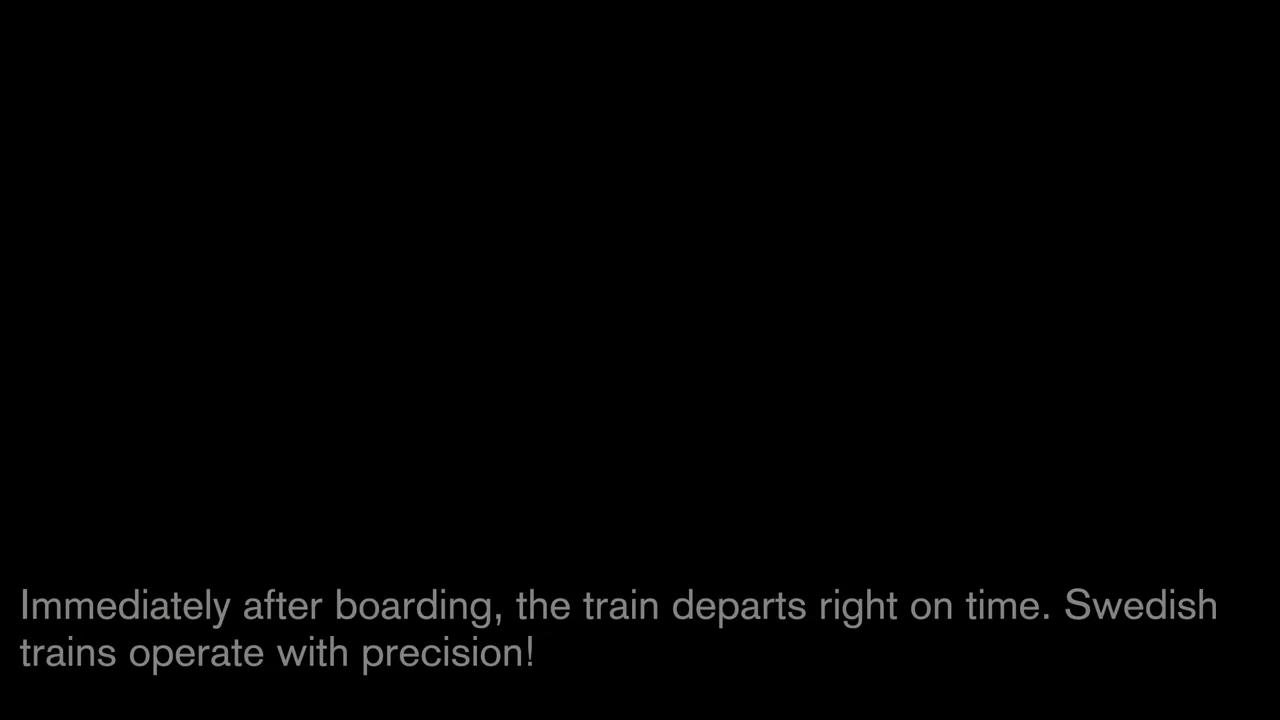 Immediately after boarding, the train departs right on time. Swedish
trains operate with precision!